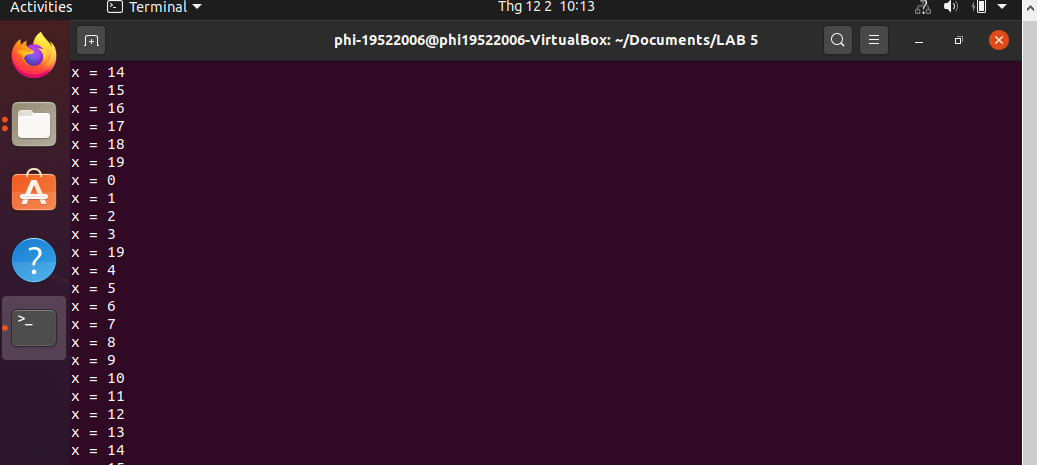 Activities
Terminal
Thg 12 2 10:13
phi-19522006@phi19522006-VirtualBox: ~/Documents/LAB 5
x = 14
x = 15
x = 16
x = 17
x = 18
x = 19
x = 0
x = 1
x = 2
x = 3
x = 19
x = 4
x = 5
x = 6
x = 7
x = 8
x = 9
x = 10
x = 11
x = 12
x = 13
x = 14